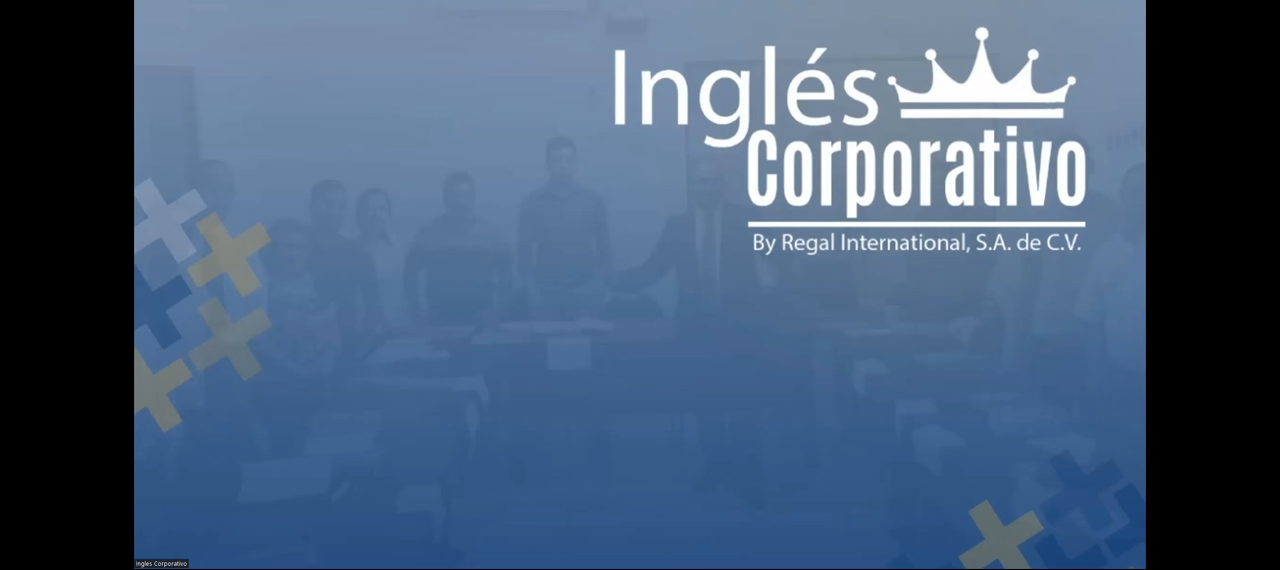 Inglés
Corporativo
By Regal International, S.A. de C.V.
Ingles Corporativo